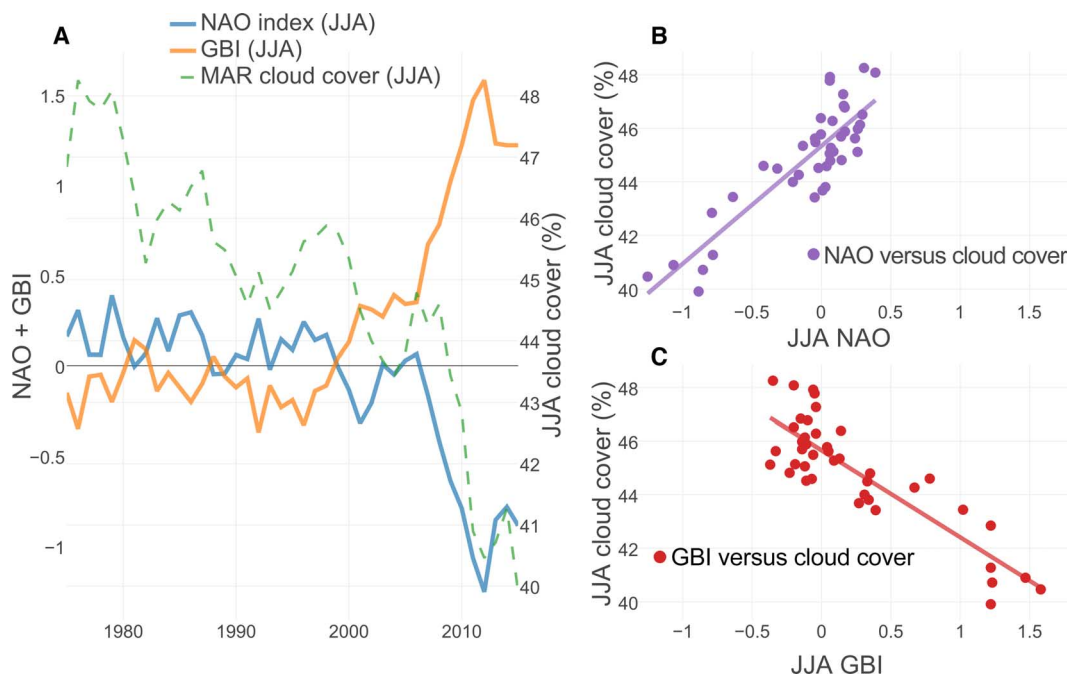 A
NAO index (JJA)
GBI (JJA)
MAR cloud cover (JJA)
NAO + GBI
1.5
1
0.5
0
−0.5
−1
48
47
46
45
44
43
42
41
40
JJA cloud cover (%)
1980
1990
2000
2010
B
JJA cloud cover (%)
48
46
44
42
40
NAO versus cloud cover
−1
−0.5
0
0.5
1
1.5
JJA NAO
C
JJA cloud cover (%)
48
46
44
42
40
GBI versus cloud cover
−1
−0.5
0
0.5
1
1.5
JJA GBI